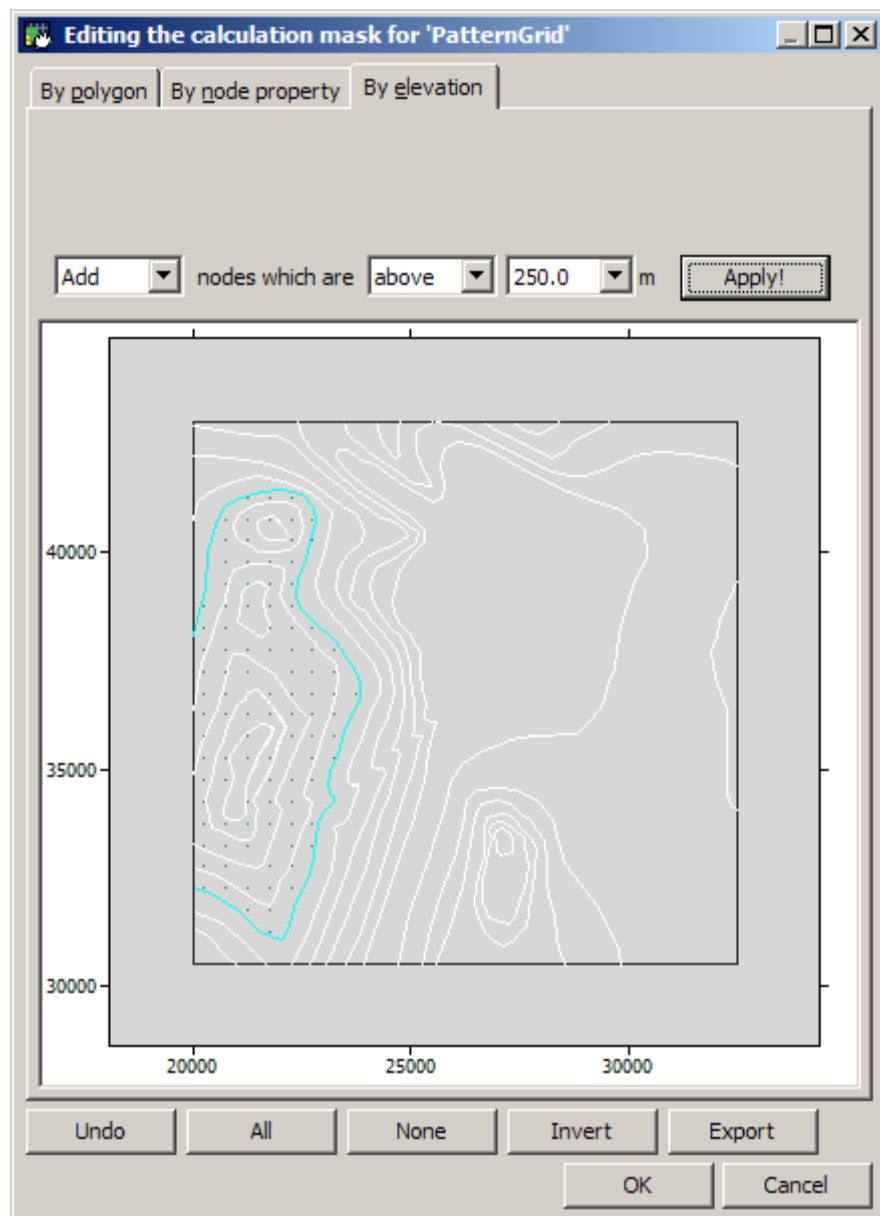 Editing the calculation mask for 'PatternGrid'
By polygon By node property By elevation
Add nodes which are above 250.0 m Apply!
40000
35000
30000
20000 25000 30000
Undo All None Invert Export
OK Cancel